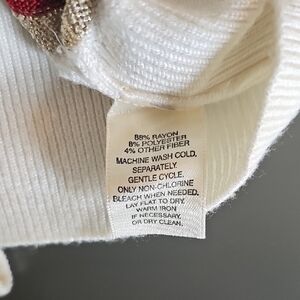 88% RAYON
8% POLYESTER
4% OTHER FIBER
MACHINE WASH COLD,
SEPARATELY.
GENTLE CYCLE.
ONLY NON-CHLORINE
BLEACH WHEN NEEDED.
LAY FLAT TO DRY.
WARM IRON
IF NECESSARY,
OR DRY CLEAN.